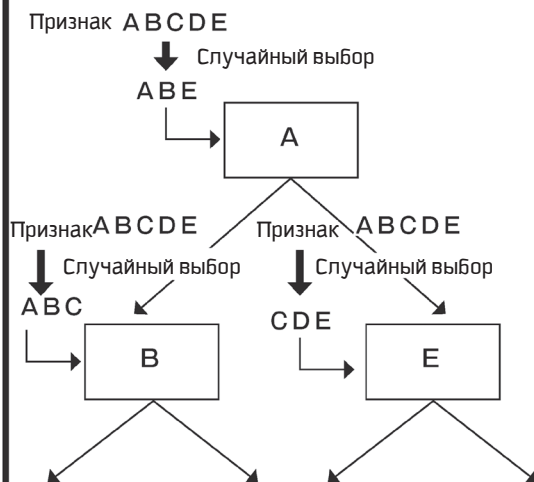 Признак ABCDE
Случайный выбор
ABE
A
Признак ABCDE
Признак ABCDE
Случайный выбор
Случайный выбор
ABC
CDE
B
E